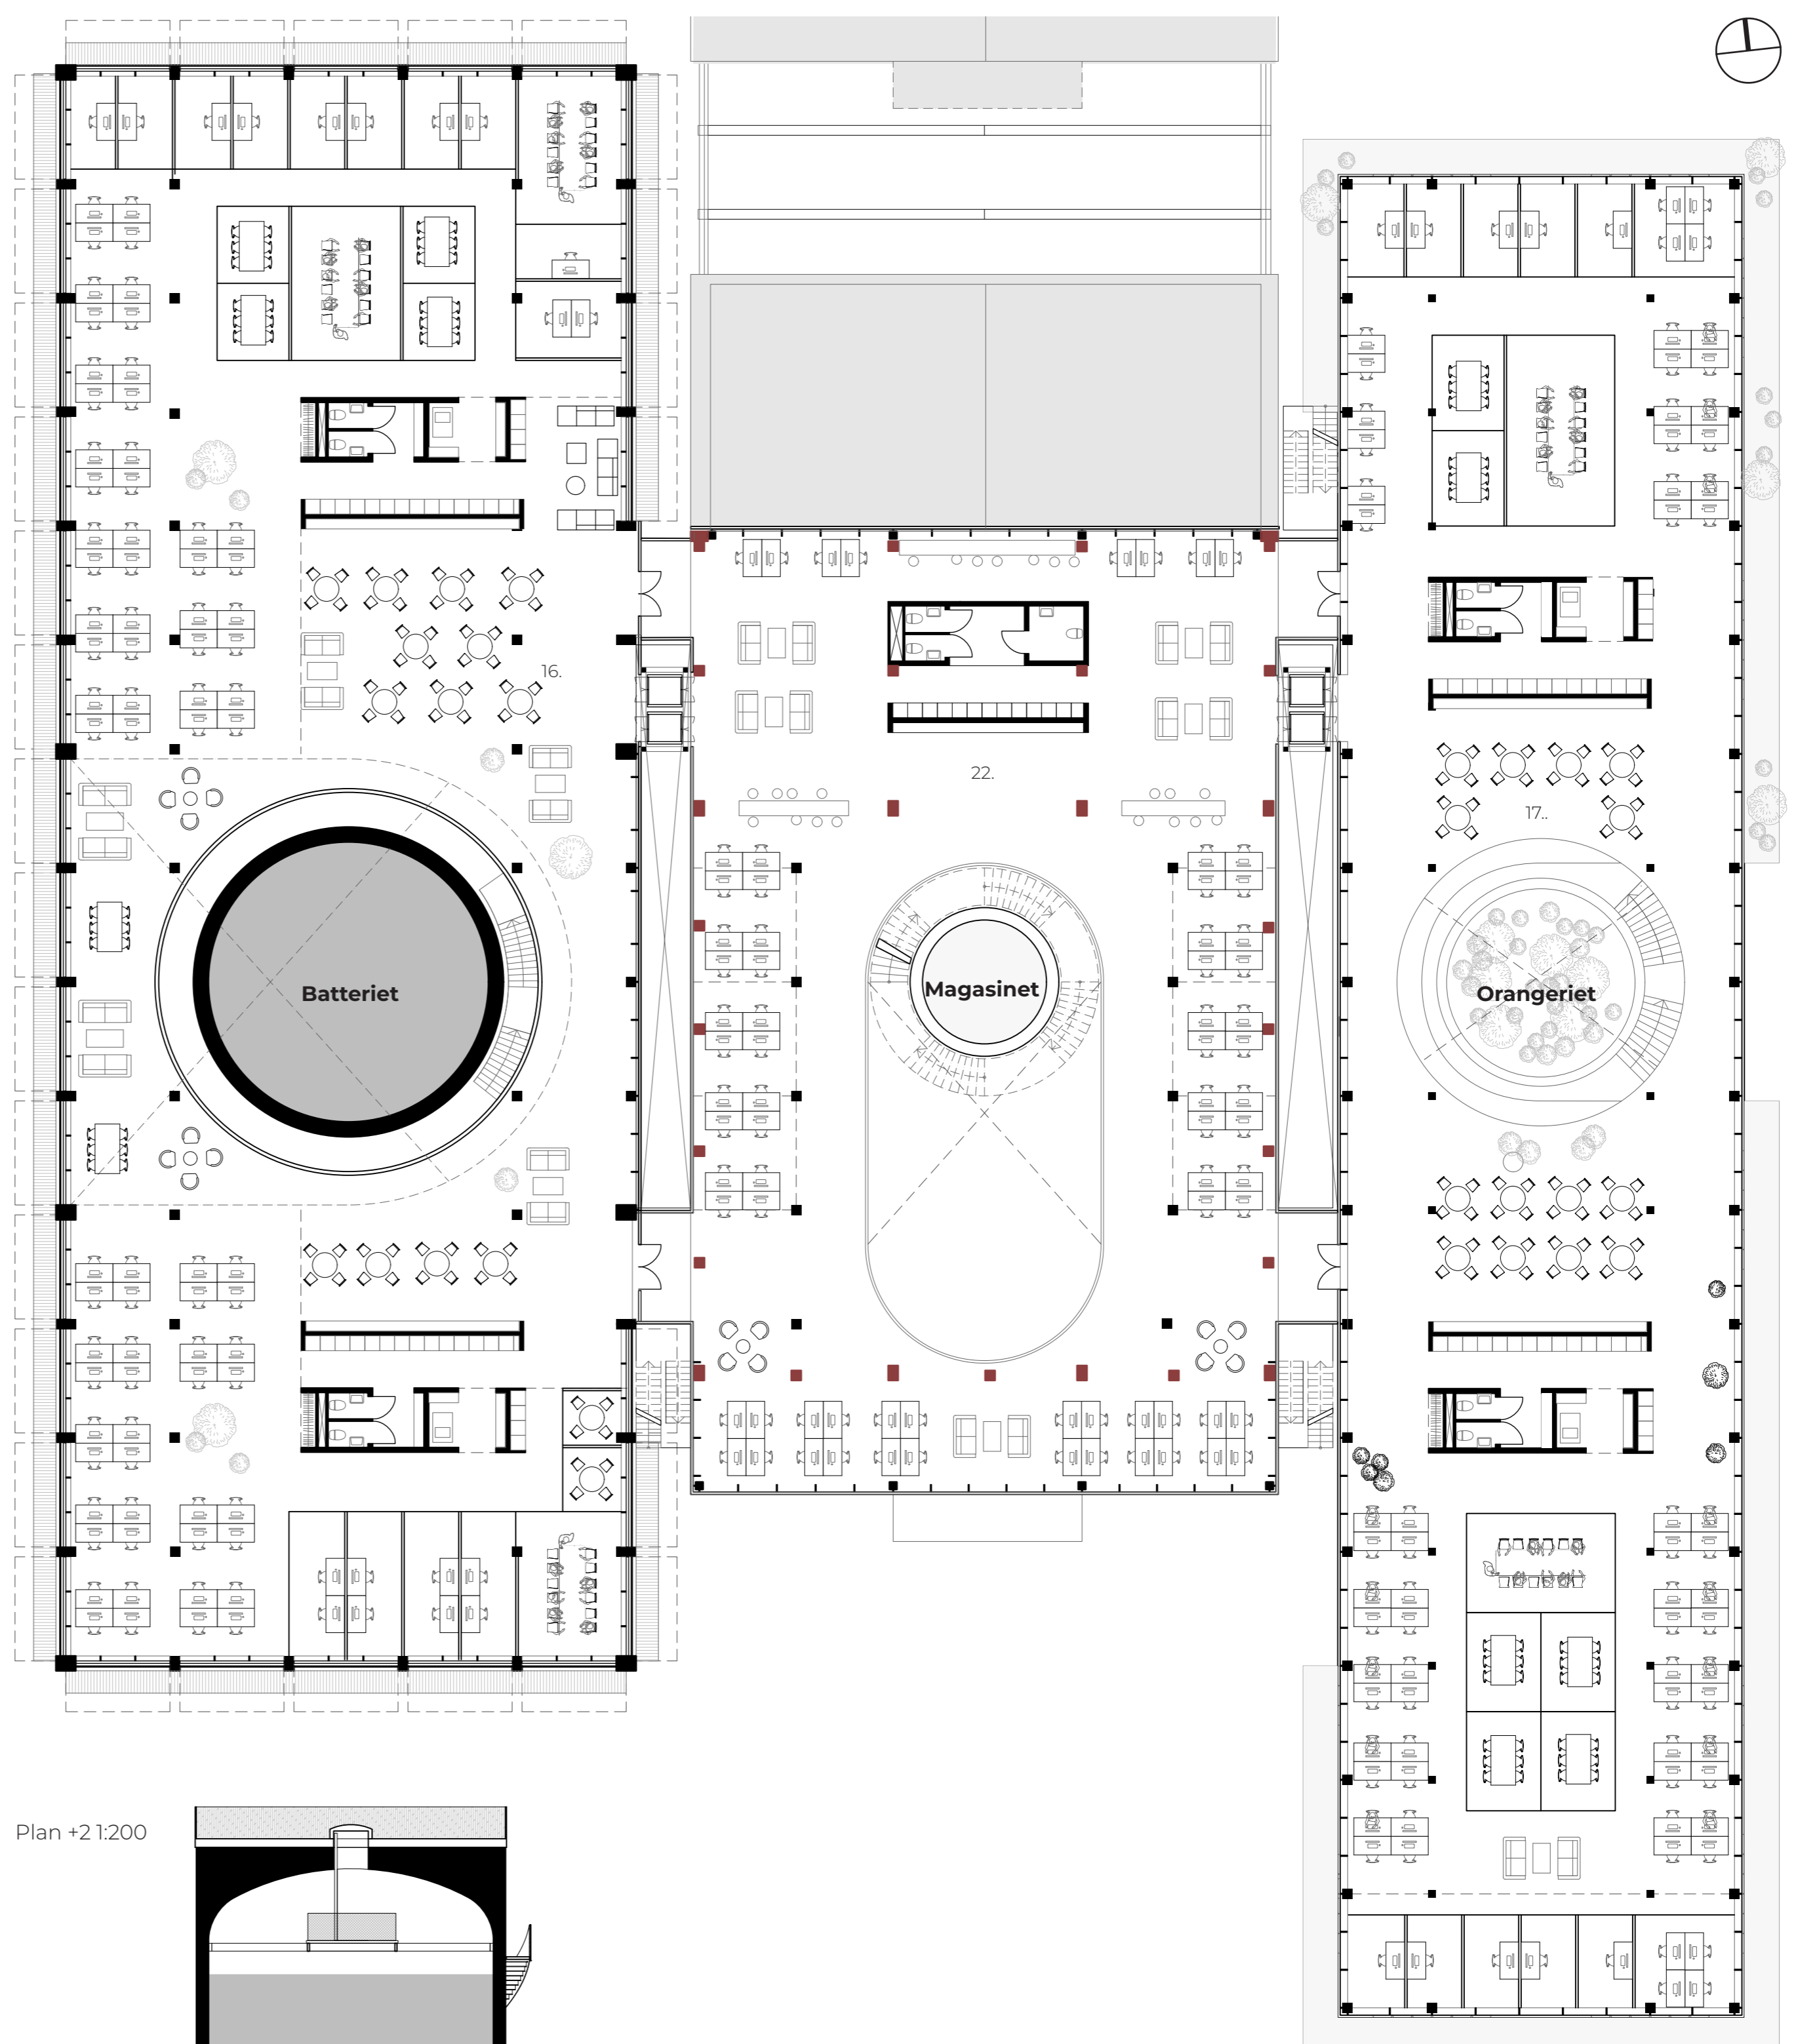 16.
22.
17..
Batteriet
Magasinet
Orangeriet
Plan +2 1:200